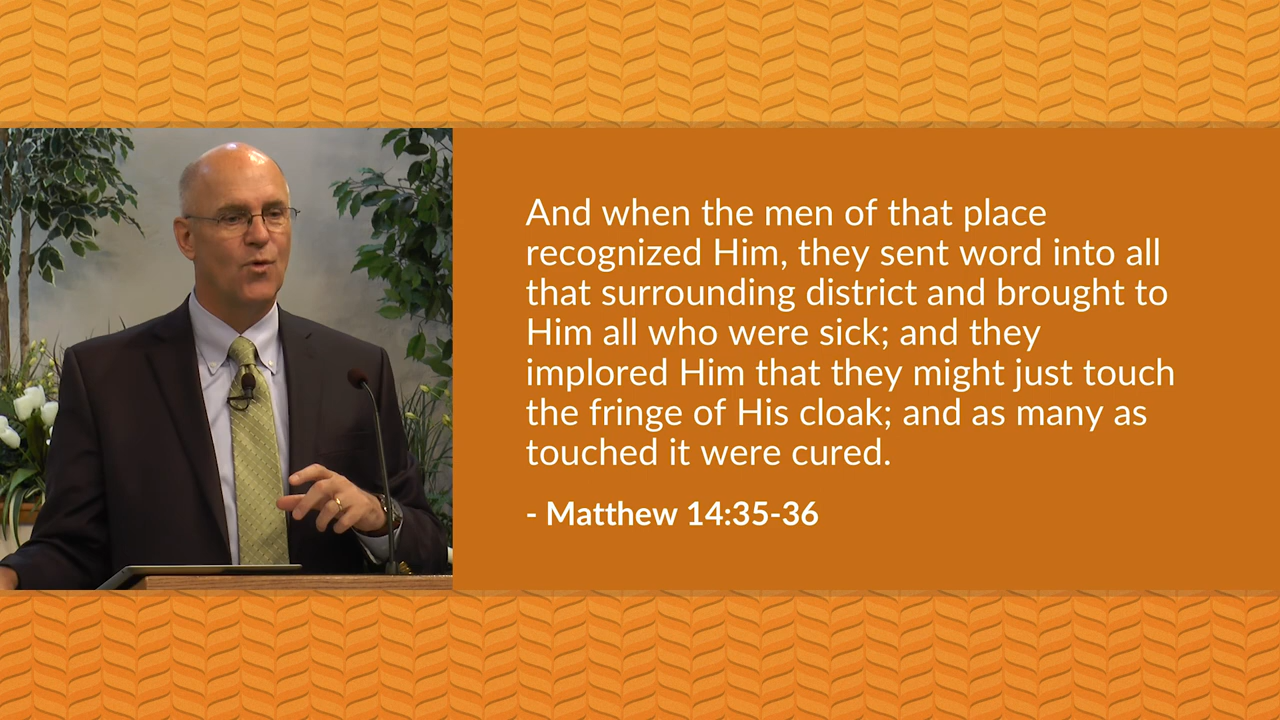 And when the men of that place
recognized Him, they sent word into all
that surrounding district and brought to
Him all who were sick; and they
implored Him that they might just touch
the fringe of His cloak; and as many as
touched it were cured.
- Matthew 14:35-36